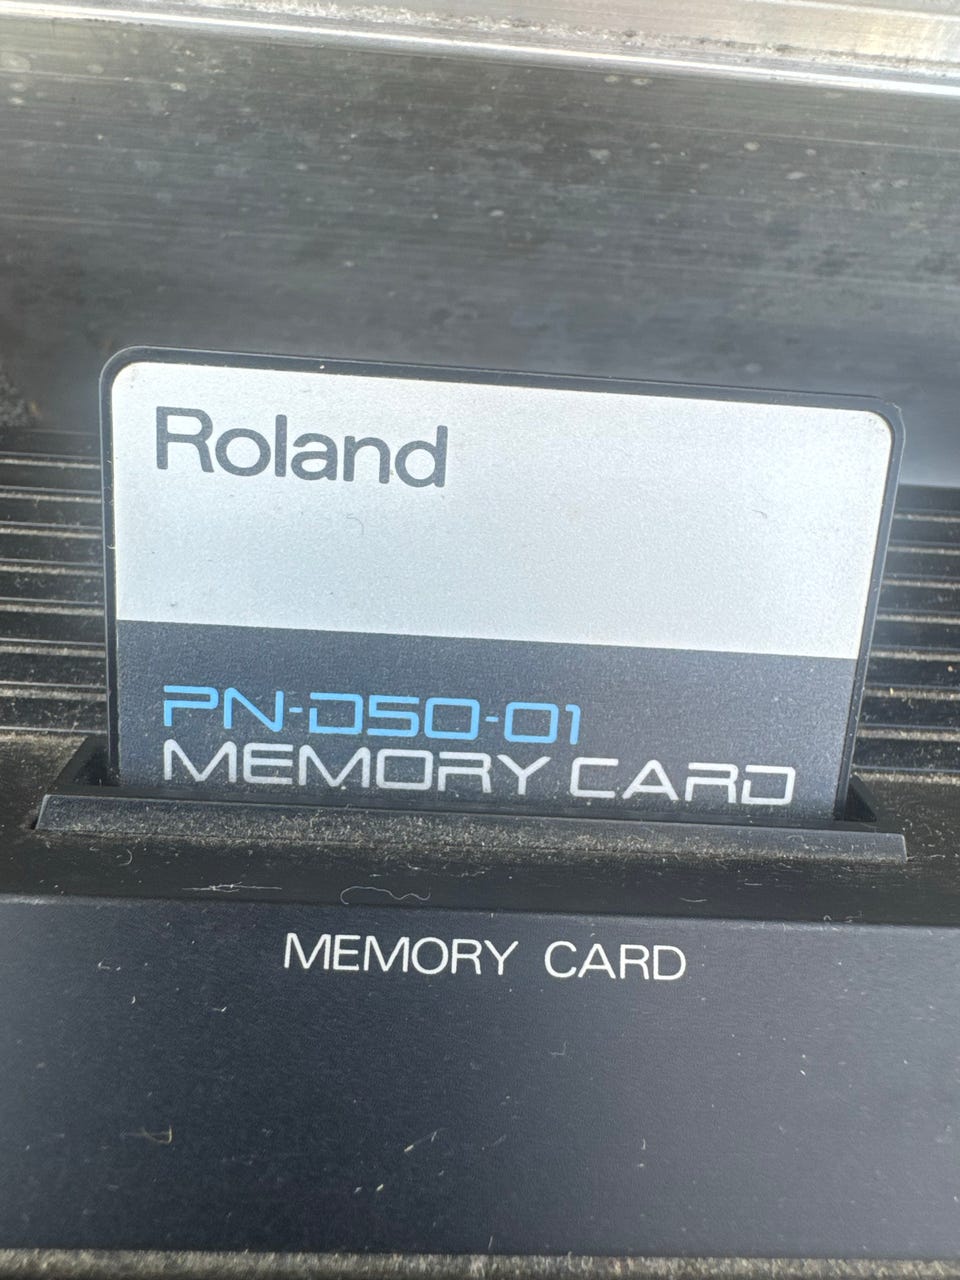 Roland
PN-D50-01
MEMORY CARD
MEMORY CARD